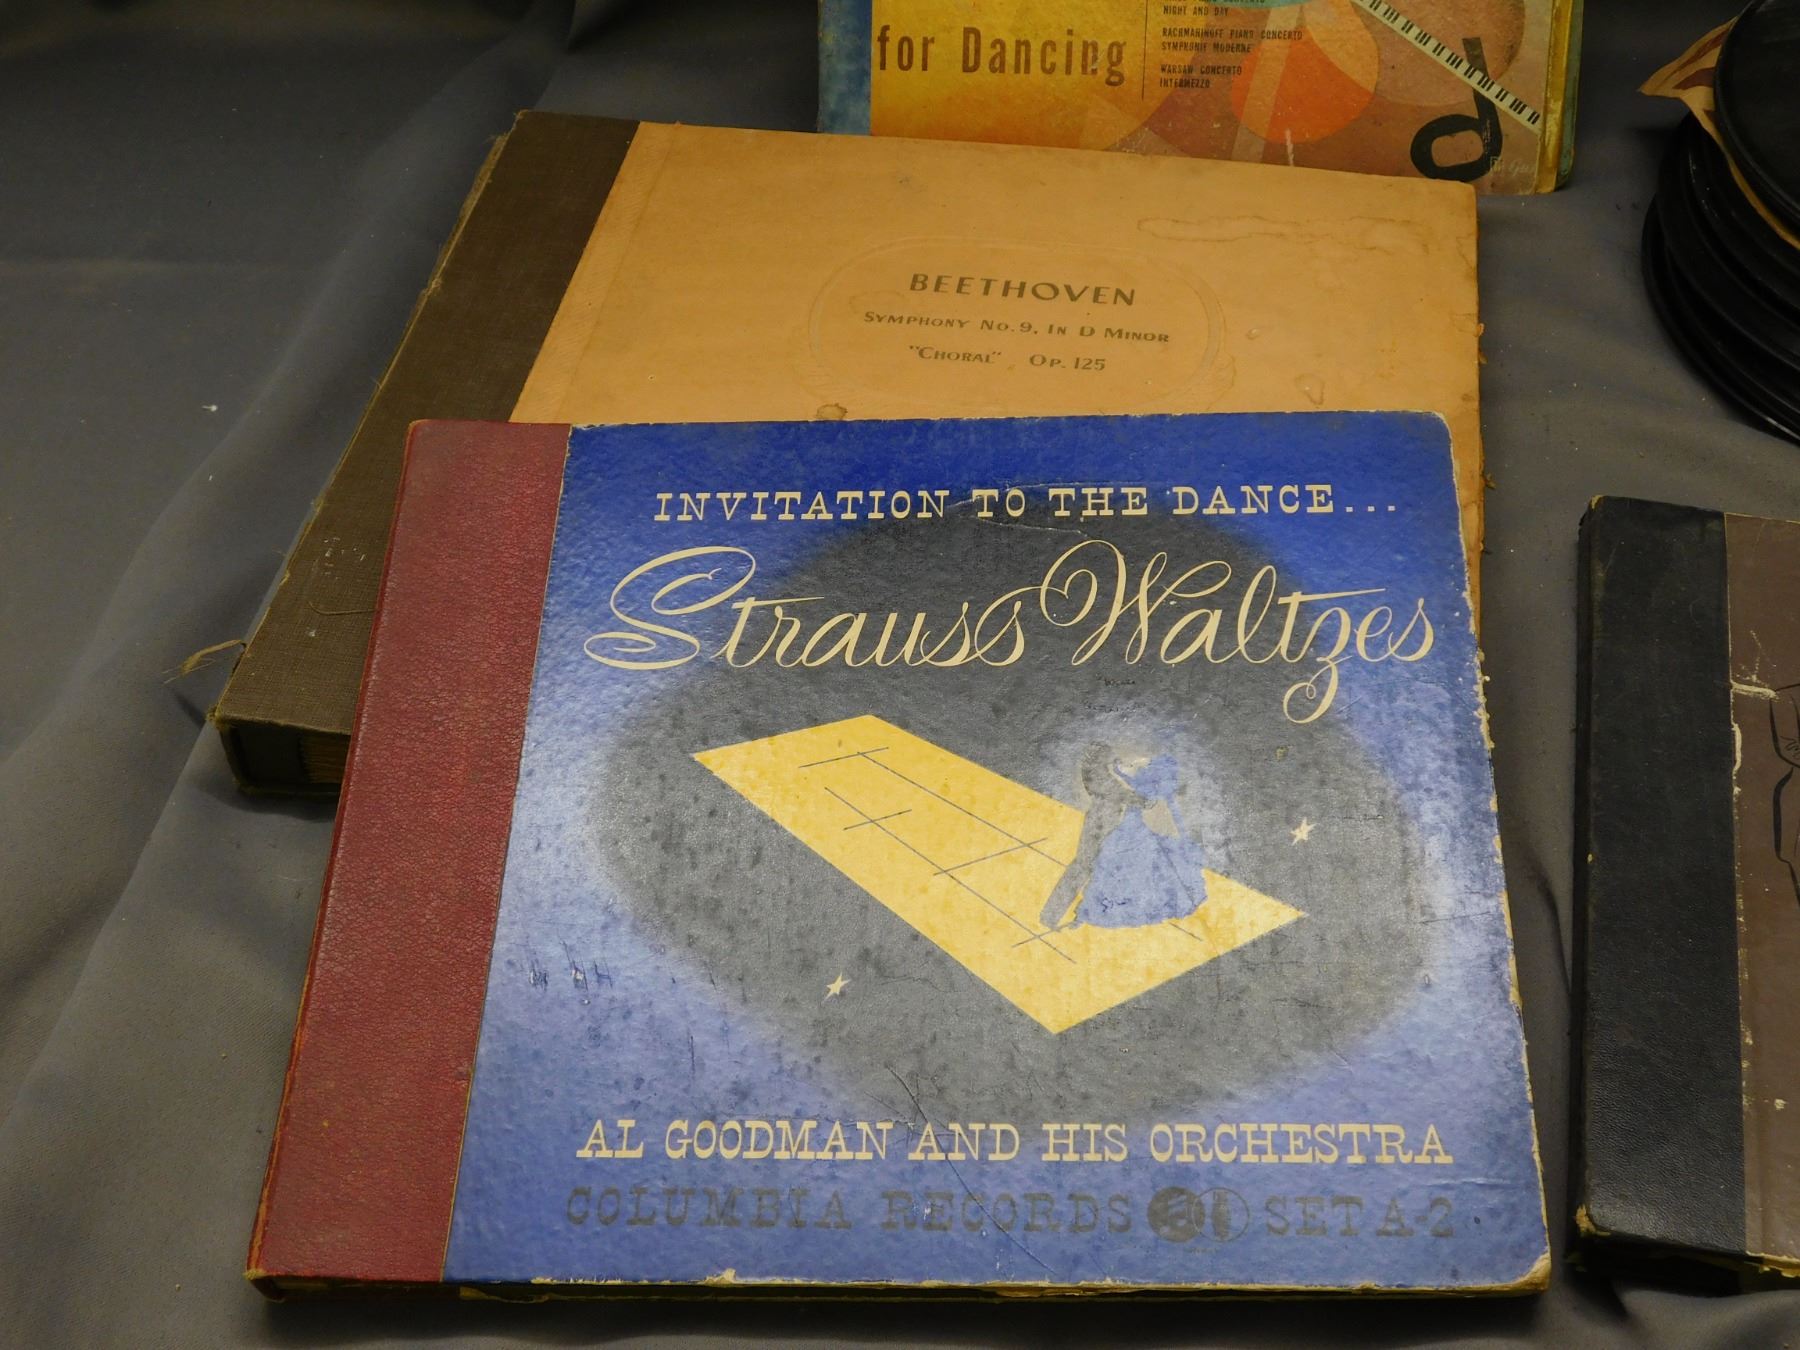 for Dancing
NIGHT AND DAY
RACHMANINOFF PIANO CONCERTO
SYMPHONIE MODERNE
WARSAW CONCERTO
INTERMEZZO
BEETHOVEN
SYMPHONY No. 9, IN D MINOR
"CHORAL" OP. 125
INVITATION TO THE DANCE...
Strauss Waltzes
AL GOODMAN AND HIS ORCHESTRA
COLUMBIA RECORDS SET A-2